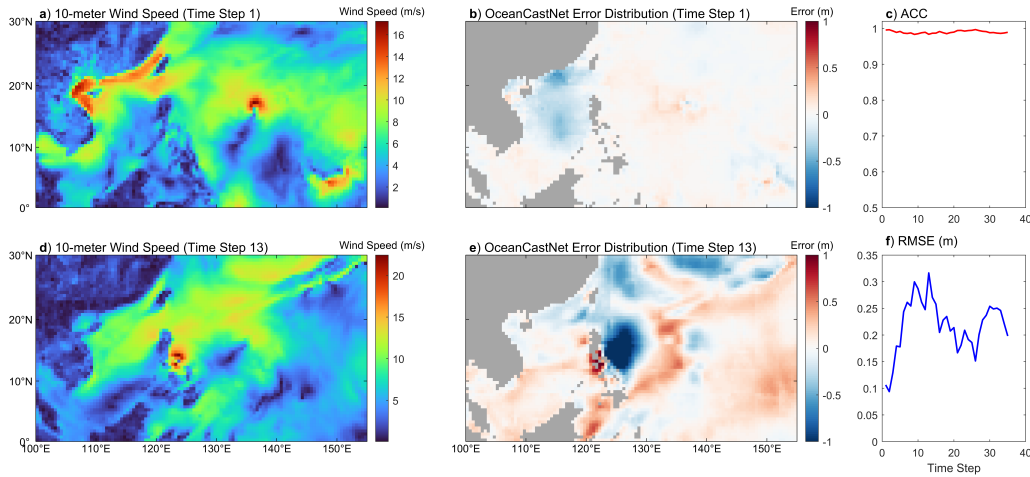 a) 10-meter Wind Speed (Time Step 1)
Wind Speed (m/s)
30°N
20°N
10°N
0°
16
14
12
10
8
6
4
2
b) OceanCastNet Error Distribution (Time Step 1)
Error (m)
1
0.5
0
-0.5
-1
c) ACC
1
0.9
0.8
0.7
0.6
0.5
0 10 20 30 40
d) 10-meter Wind Speed (Time Step 13)
Wind Speed (m/s)
30°N
20°N
10°N
0°
100°E 110°E 120°E 130°E 140°E 150°E
20
15
10
5
e) OceanCastNet Error Distribution (Time Step 13)
Error (m)
1
0.5
0
-0.5
-1
100°E 110°E 120°E 130°E 140°E 150°E
f) RMSE (m)
0.35
0.3
0.25
0.2
0.15
0.1
0.05
0
0 10 20 30 40
Time Step